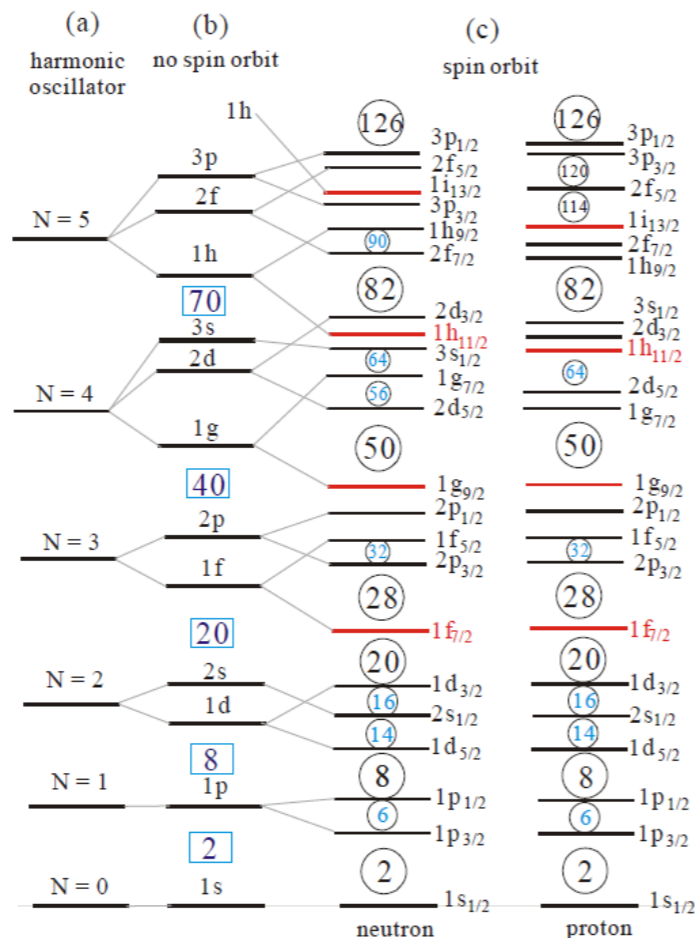 (a) (b) (c)
harmonic oscillator no spin orbit spin orbit
1h 126 126
3p 3p1/2 3p1/2
2f5/2 3p3/2
120
2f 1i13/2 2f5/2
114
N = 5 3p3/2 1i13/2
1h 1h9/2 2f7/2
90
2f7/2 1h9/2
70 82 82
3s 2d3/2 3s1/2
1h11/2 2d3/2
2d 3s1/2 1h11/2
64 64
N = 4 1g7/2 2d5/2
56
2d5/2 1g7/2
1g 50 50
40 1g9/2 1g9/2
2p 2p1/2 2p1/2
N = 3 1f5/2 1f5/2
32 32
1f 2p3/2 2p3/2
28 28
20 1f7/2 1f7/2
20 20
2s 1d3/2 1d3/2
N = 2 16 16
1d 2s1/2 2s1/2
14 14
1d5/2 1d5/2
8 8 8
N = 1 1p 1p1/2 1p1/2
6 6
1p3/2 1p3/2
2 2 2
N = 0 1s 1s1/2 1s1/2
neutron proton